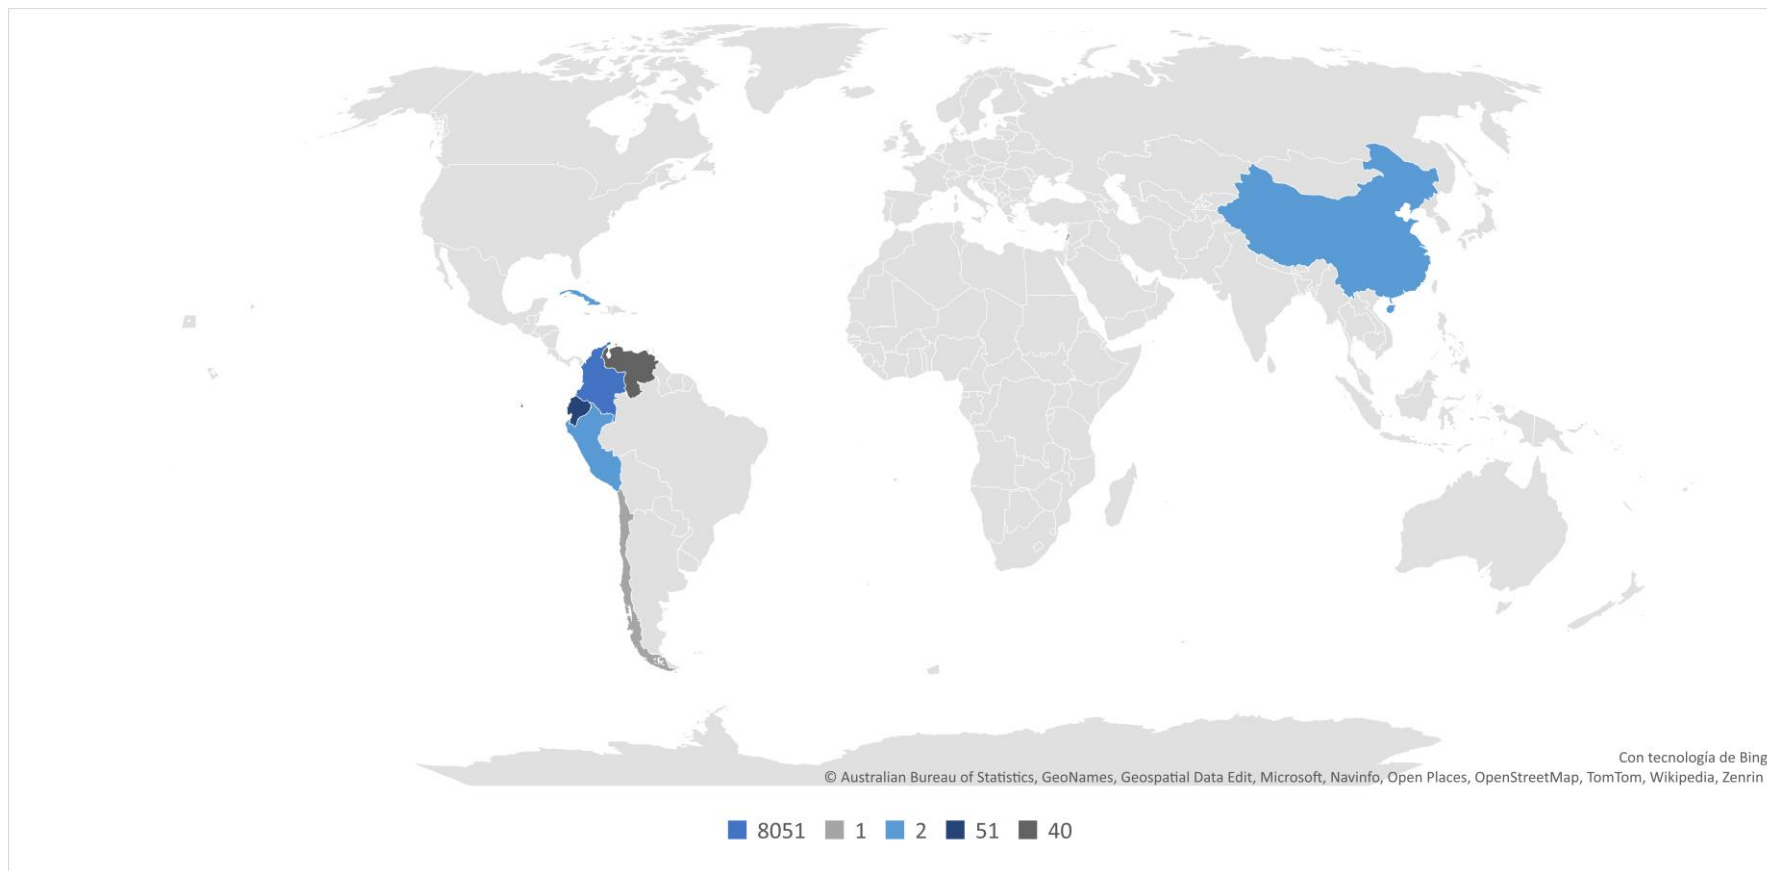 Con tecnología de Bing
© Australian Bureau of Statistics, GeoNames, Geospatial Data Edit, Microsoft, Navinfo, Open Places, OpenStreetMap, TomTom, Wikipedia, Zenrin
8051 1 2 51 40